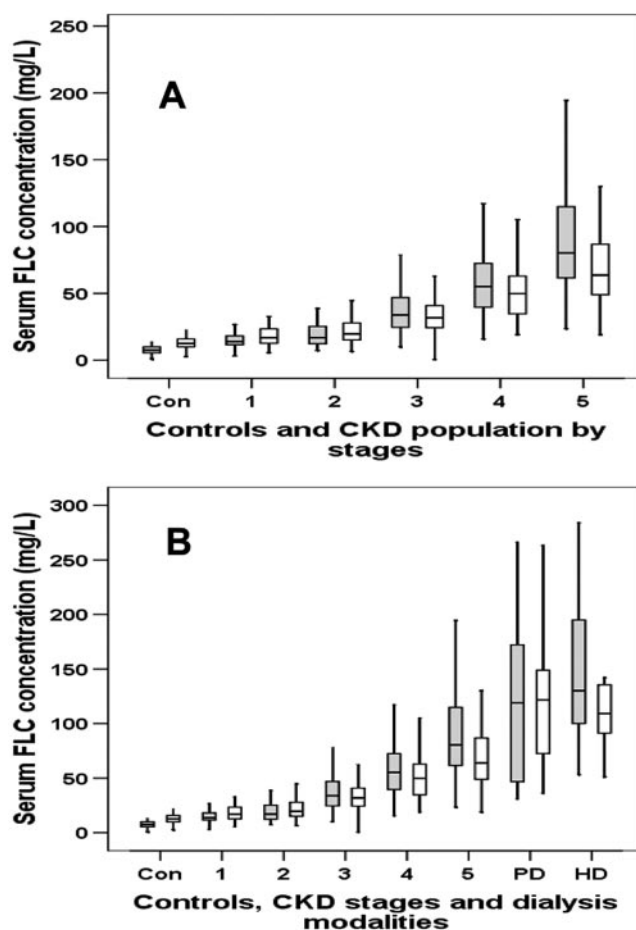 A
Serum FLC concentration (mg/L)
250
200
150
100
50
0
Con 1 2 3 4 5
Controls and CKD population by
stages
B
Serum FLC concentration (mg/L)
300
250
200
150
100
50
0
Con 1 2 3 4 5 PD HD
Controls, CKD stages and dialysis
modalities